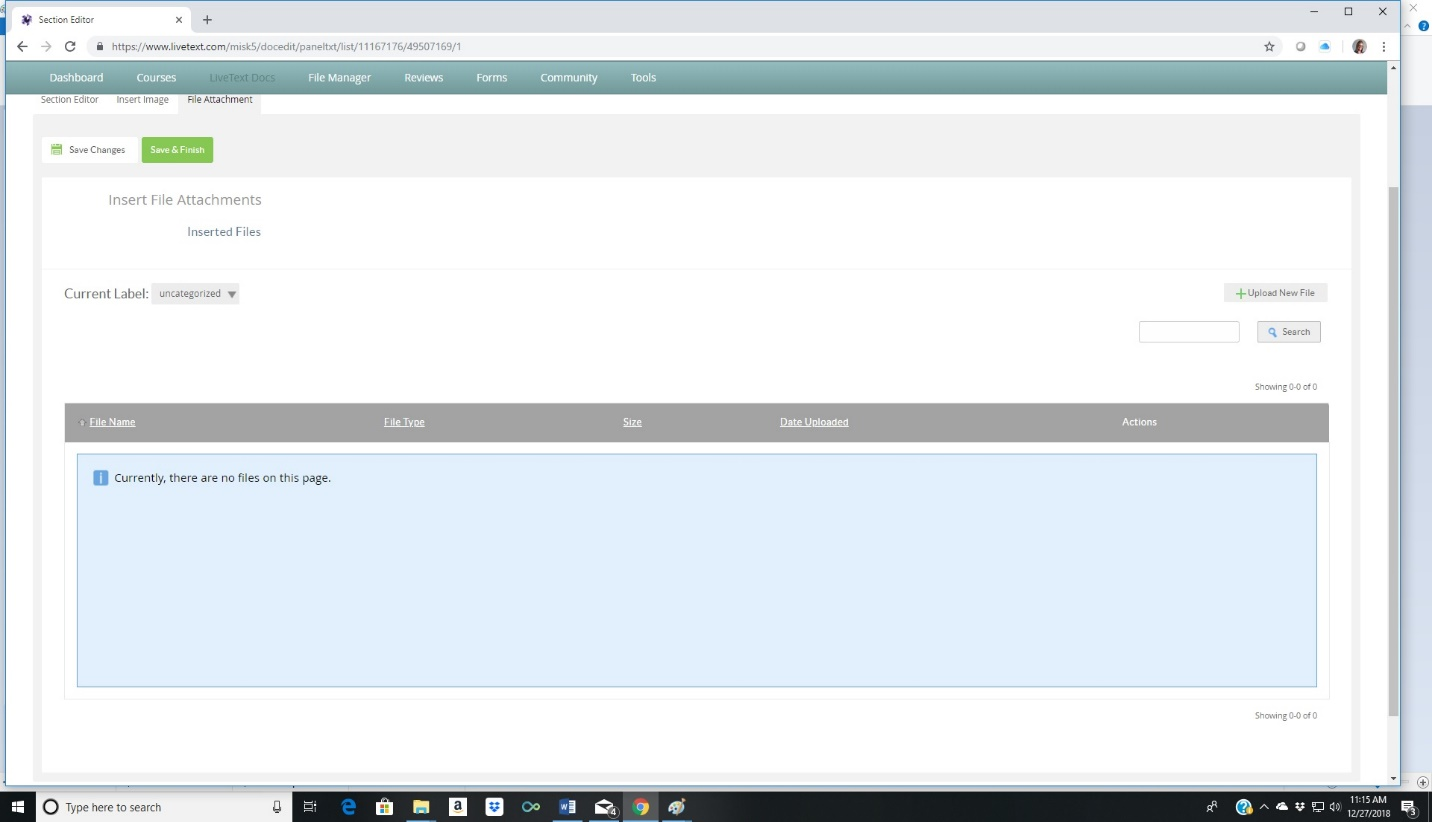 Section Editor
https://www.livetext.com/misk5/docedit/paneltxt/list/11167176/49507169/1
Dashboard Courses LiveText Docs File Manager Reviews Forms Community Tools
Section Editor Insert Image File Attachment
Save Changes Save & Finish
Insert File Attachments
Inserted Files
Current Label: uncategorized Upload New File
Search
Showing 0-0 of 0
File Name File Type Size Date Uploaded Actions
Currently, there are no files on this page.
Showing 0-0 of 0
Type here to search 4 11:15 AM
12/27/2018 3